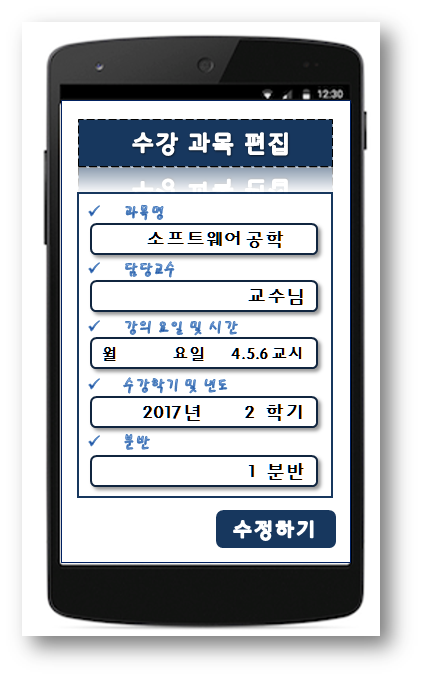 12:30
수강 과목 편집
✓ 과목명
소프트웨어 공학
✓ 담당교수
교수님
✓ 강의 요일 및 시간
월 요일 4.5.6 교시
✓ 수강학기 및 년도
2017년 2 학기
✓ 분반
1 분반
수정하기